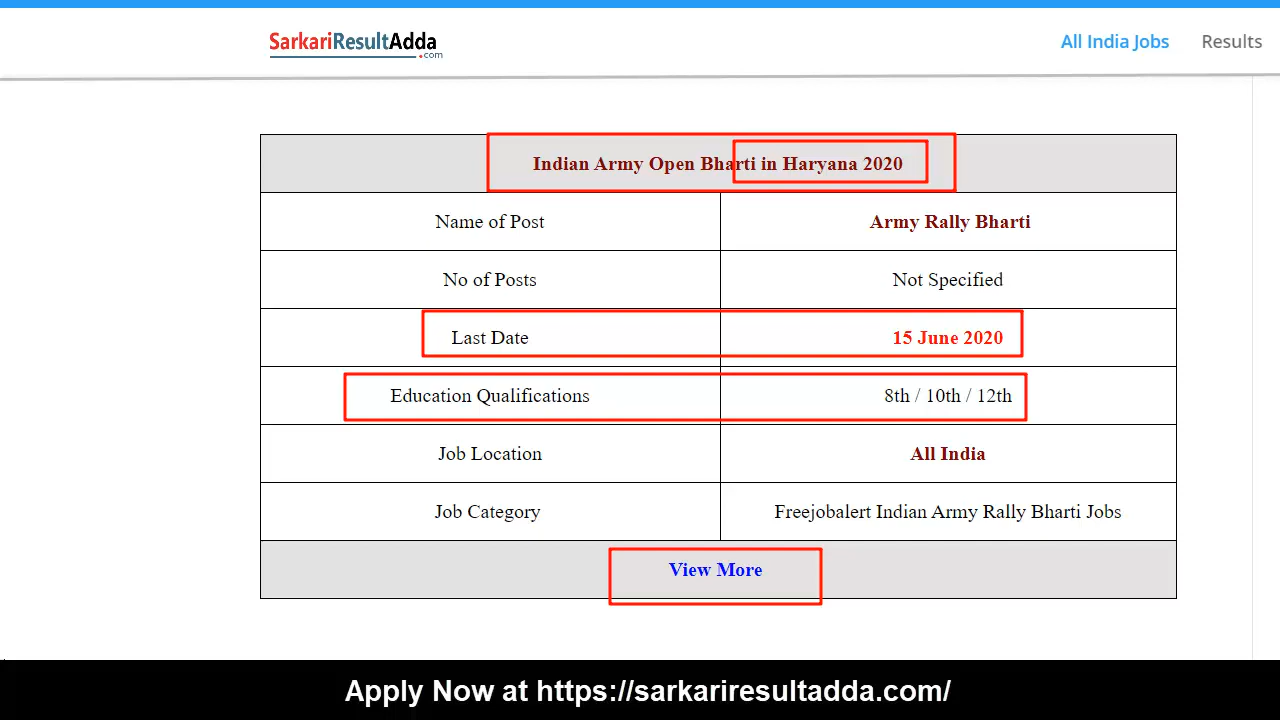 SarkariResultAdda
.com
All India Jobs Results
Indian Army Open Bharti in Haryana 2020
Name of Post Army Rally Bharti
No of Posts Not Specified
Last Date 15 June 2020
Education Qualifications 8th / 10th / 12th
Job Location All India
Job Category Freejobalert Indian Army Rally Bharti Jobs
View More
Apply Now at https://sarkariresultadda.com/